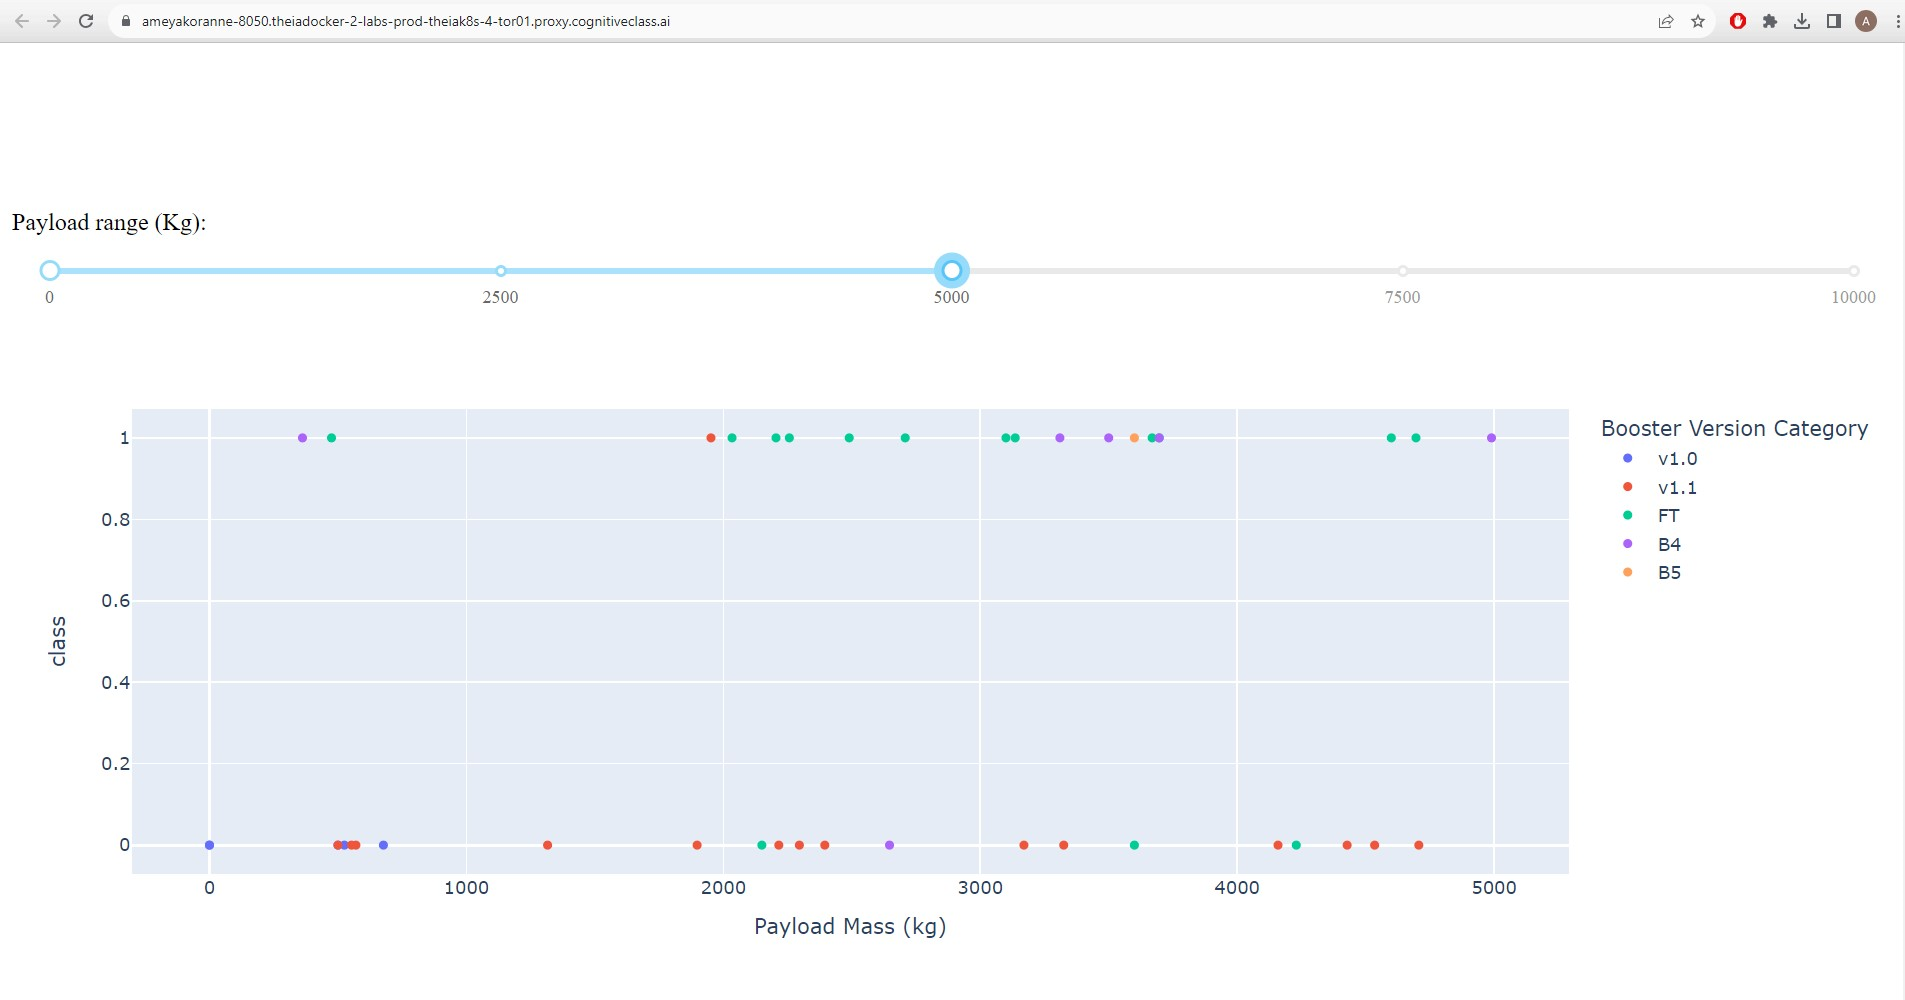 ameyakoranne-8050.theiadocker-2-labs-prod-theiak8s-4-tor01.proxy.cognitiveclass.ai
A
Payload range (Kg):
0 2500 5000 7500 10000
Booster Version Category
v1.0
v1.1
FT
B4
B5
1
0.8
0.6
0.4
0.2
0
class
0 1000 2000 3000 4000 5000
Payload Mass (kg)